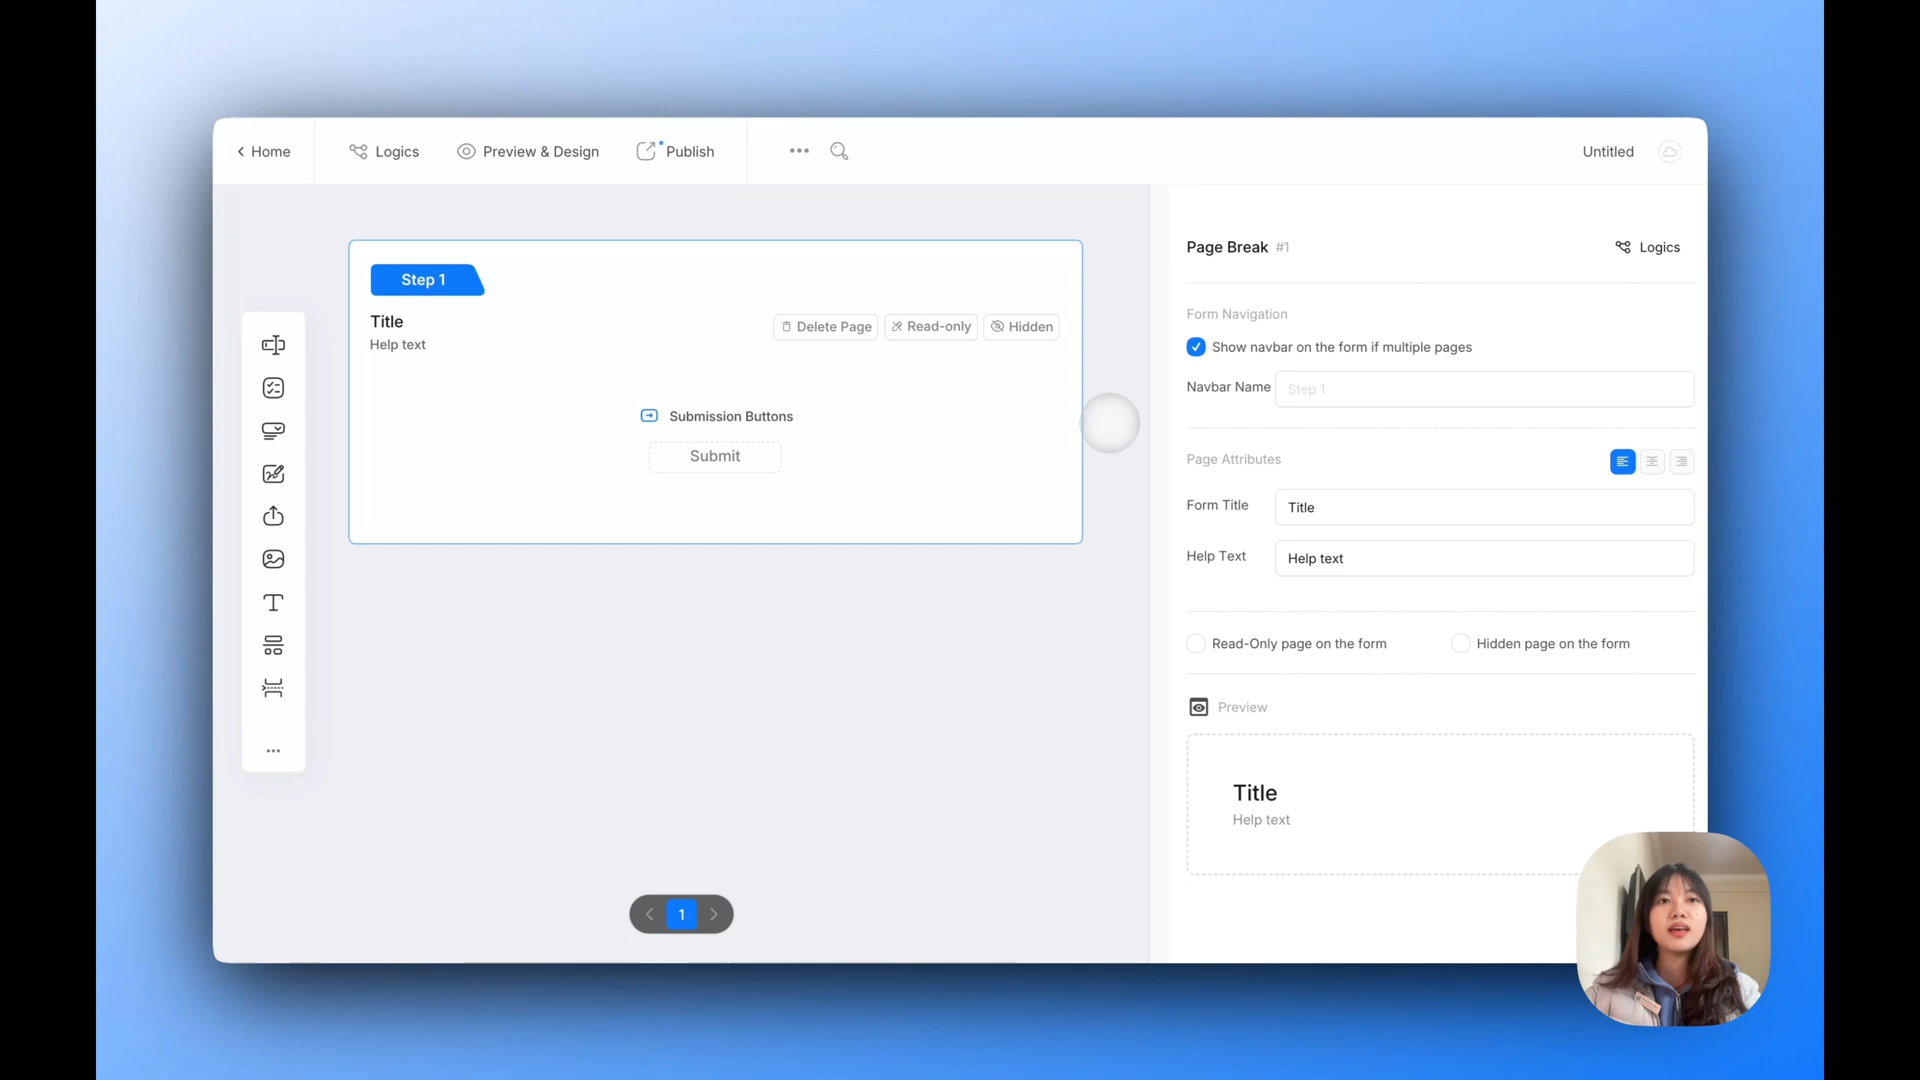 Home
Logics
Preview & Design
Publish
Untitled
Step 1
Title
Help text
Delete Page
Read-only
Hidden
Submission Buttons
Submit
1
Page Break #1
Logics
Form Navigation
Show navbar on the form if multiple pages
Navbar Name
Step 1
Page Attributes
Form Title
Title
Help Text
Help text
Read-Only page on the form
Hidden page on the form
Preview
Title
Help text